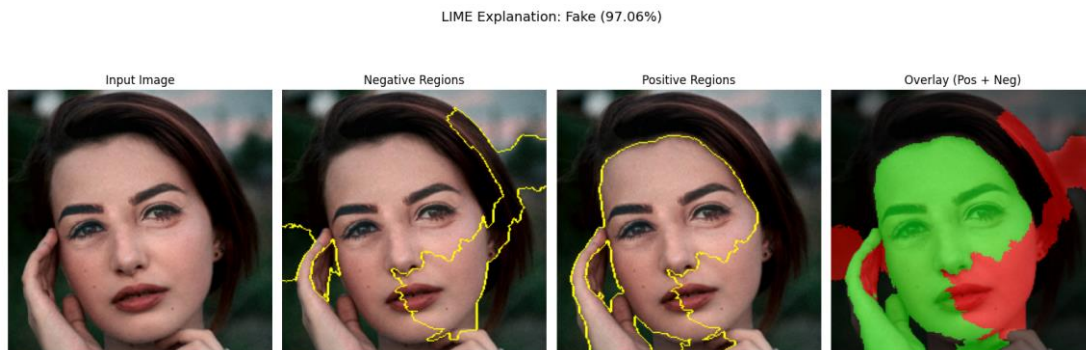 LIME Explanation: Fake (97.06%)
Input Image
Negative Regions
Positive Regions
Overlay (Pos + Neg)